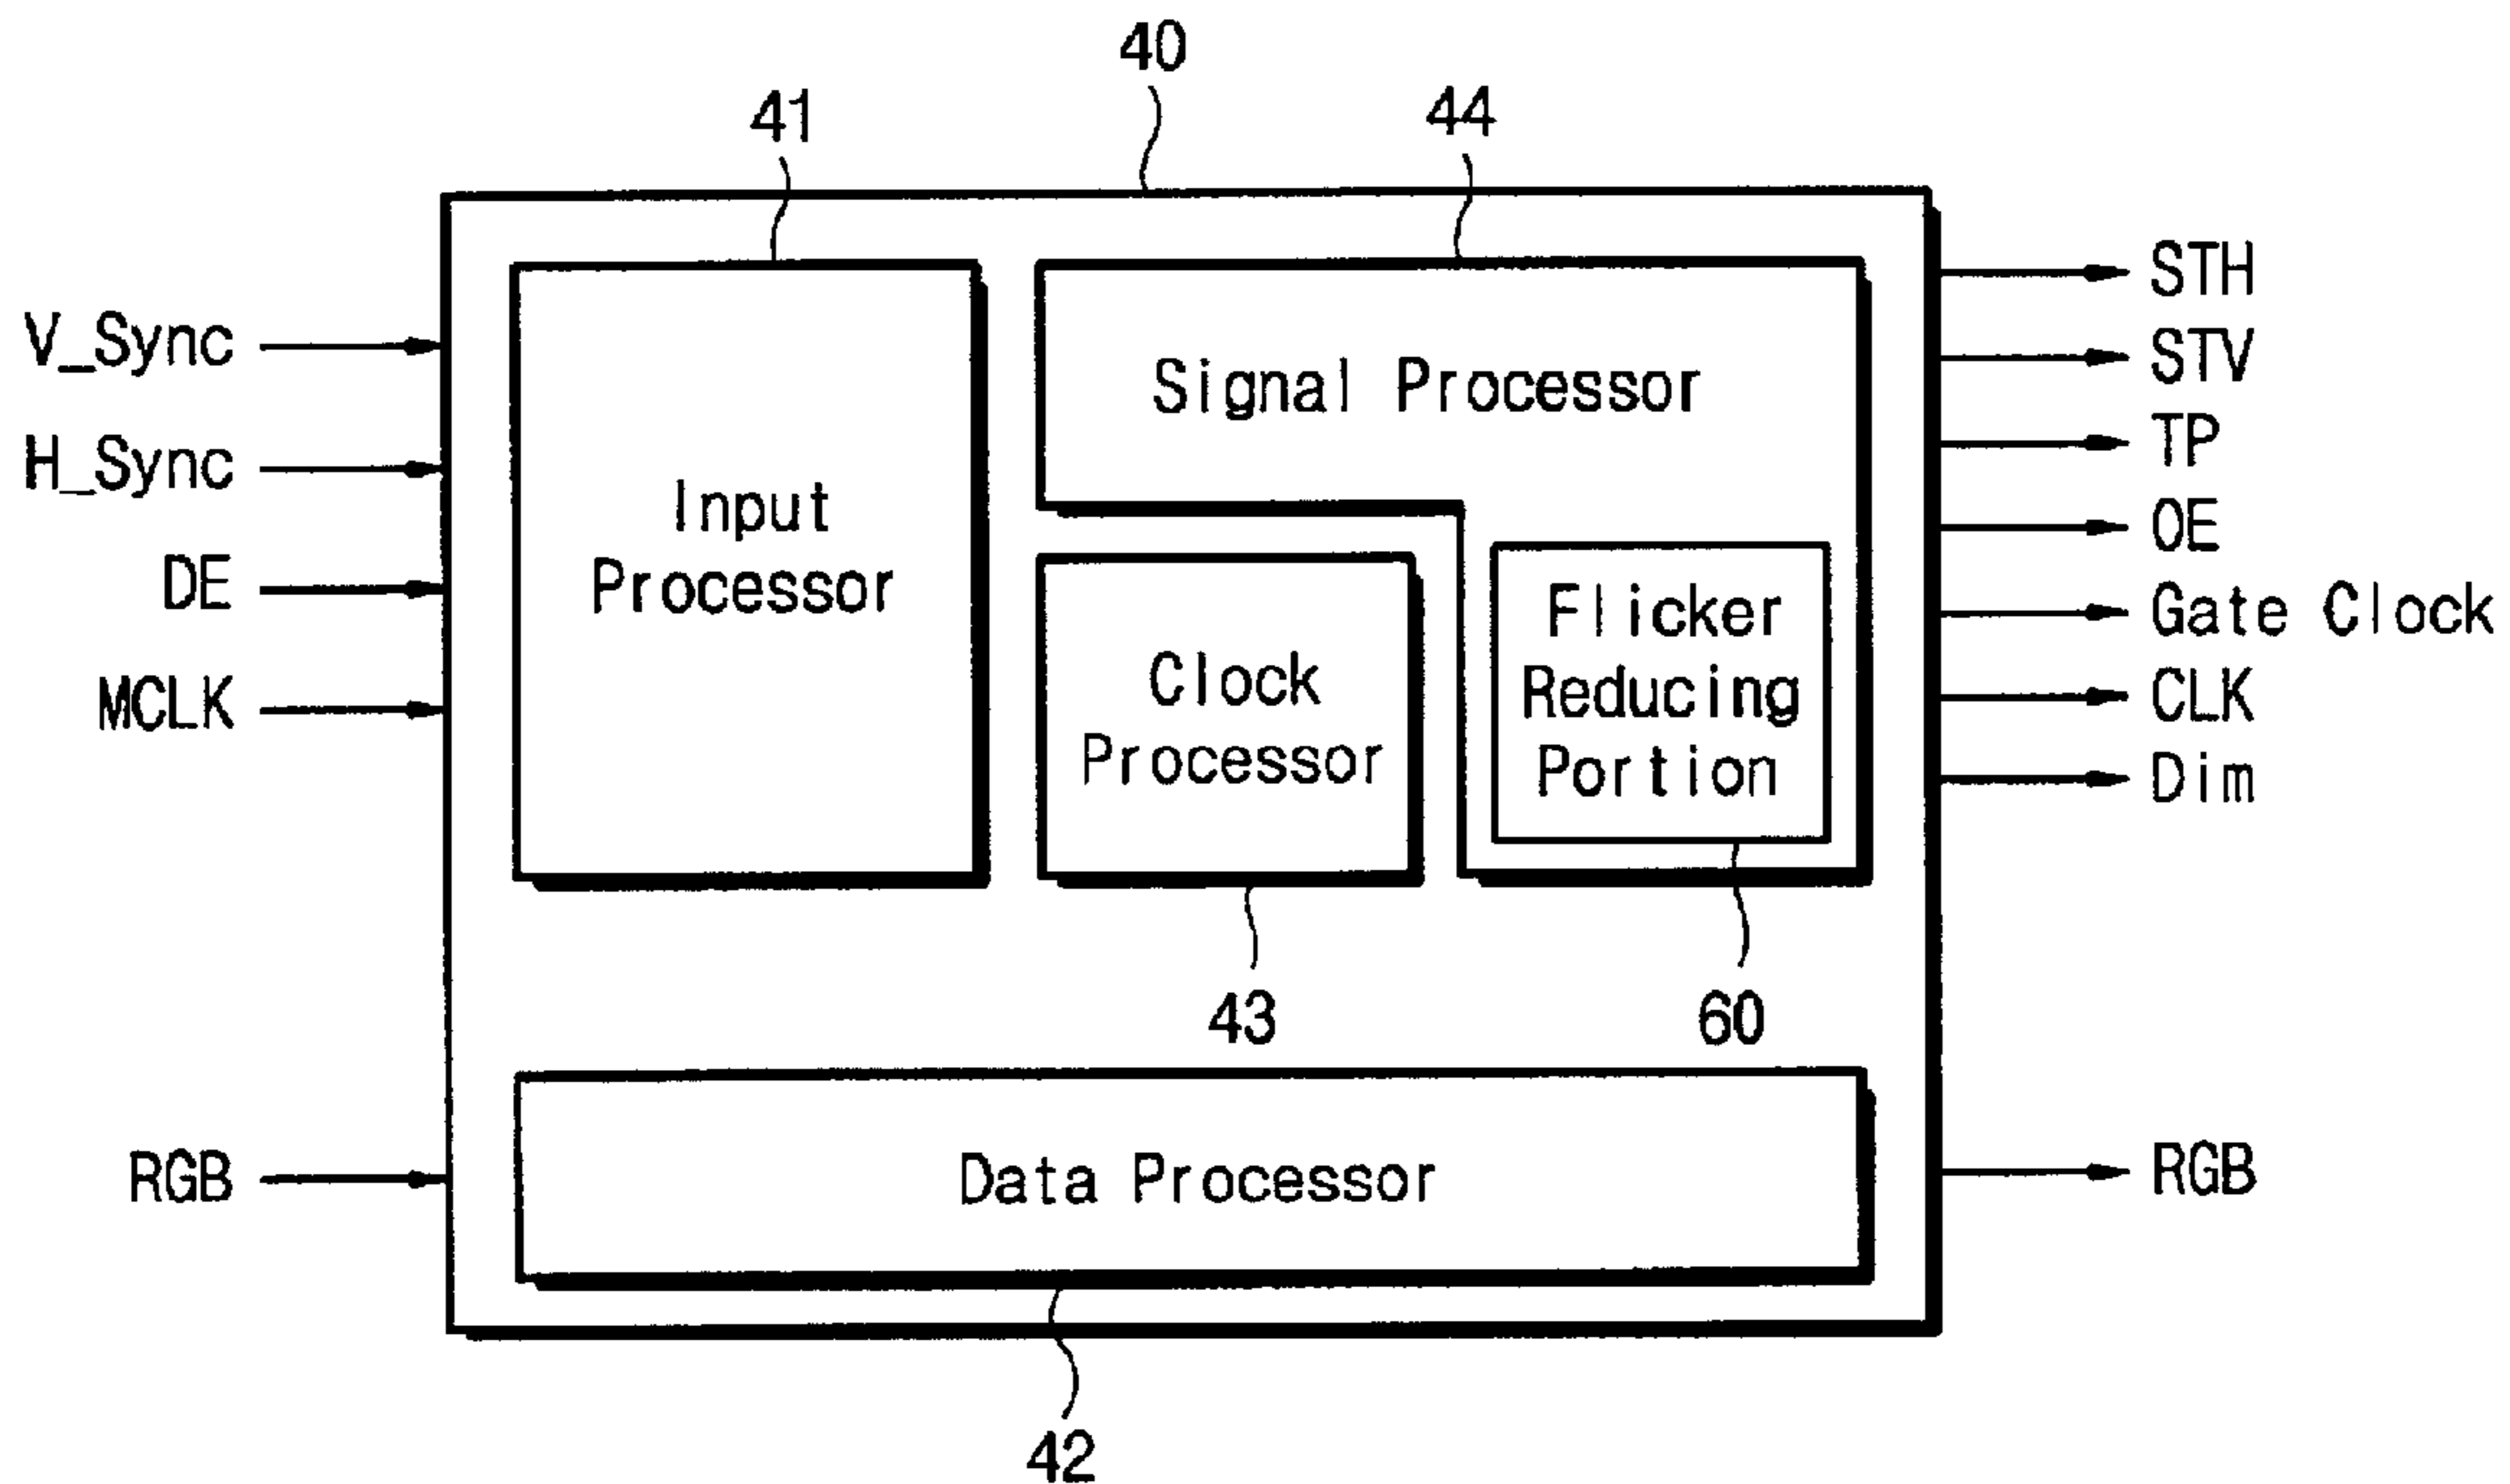 40
41
44
V_Sync
H_Sync
DE
MCLK
RGB
Input
Processor
Signal Processor
Clock
Processor
Flicker
Reducing
Portion
43
60
Data Processor
42
STH
STV
TP
OE
Gate Clock
CLK
Dim
RGB